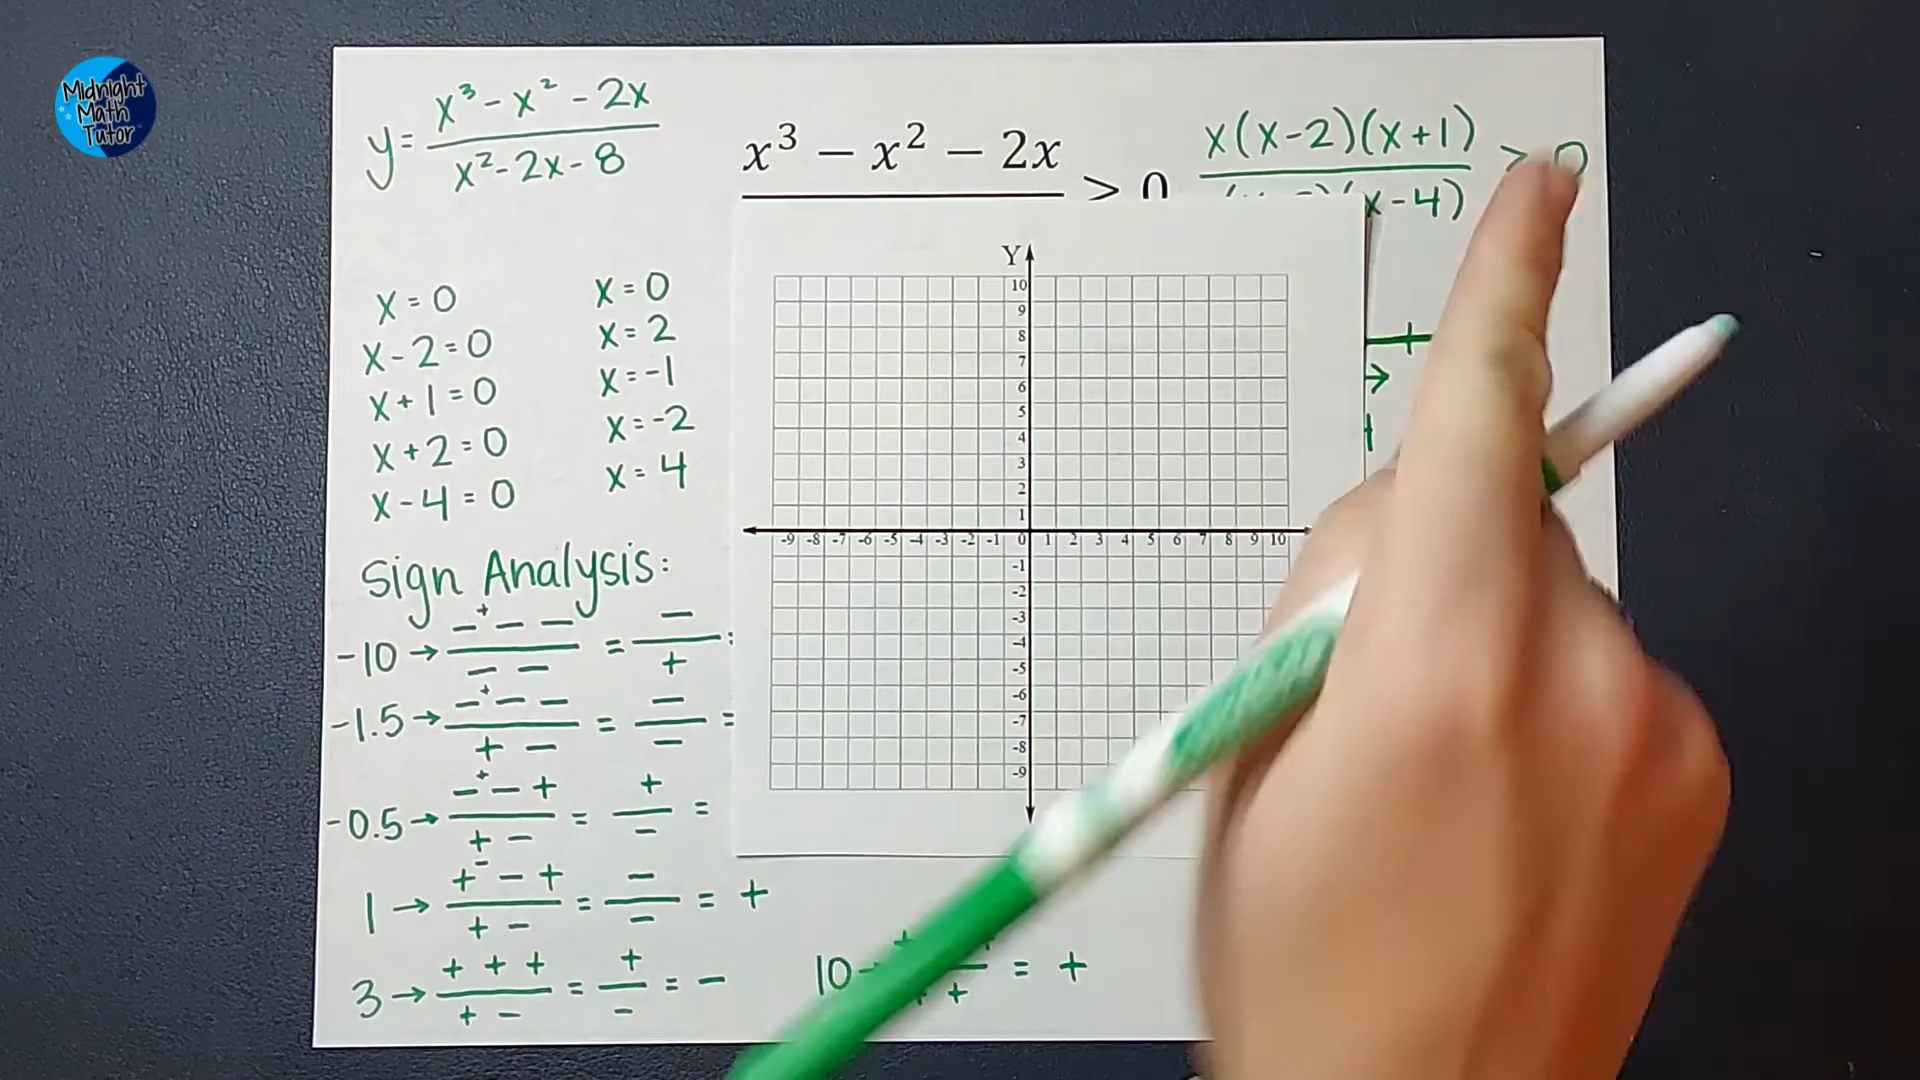 Midnight
Math
Tutor
y = x³ - x² - 2x
x² - 2x - 8
x³ − x² − 2x
> 0
x(x-2)(x+1) > 0
x-4)
x = 0
x - 2 = 0
x + 1 = 0
x + 2 = 0
x - 4 = 0
x = 0
x = 2
x = -1
x = -2
x = 4
Y
10
9
8
7
6
5
4
3
2
1
-9 -8 -7 -6 -5 -4 -3 -2 -1 0 1 2 3 4 5 6 7 8 9 10
-1
-2
-3
-4
-5
-6
-7
-8
-9
+
→
Sign Analysis:
+
- - -
-10 → = -
- - +
+
- - -
-1.5 → = - =
+ - -
+
- - +
-0.5 → = + =
+ - -
-
+ - +
1 → = - = +
+ - -
+ + +
3 → = + = -
+ - -
10 = +
+